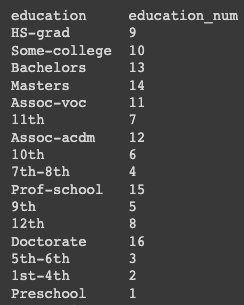 education education_num
HS-grad 9
Some-college 10
Bachelors 13
Masters 14
Assoc-voc 11
11th 7
Assoc-acdm 12
10th 6
7th-8th 4
Prof-school 15
9th 5
12th 8
Doctorate 16
5th-6th 3
1st-4th 2
Preschool 1